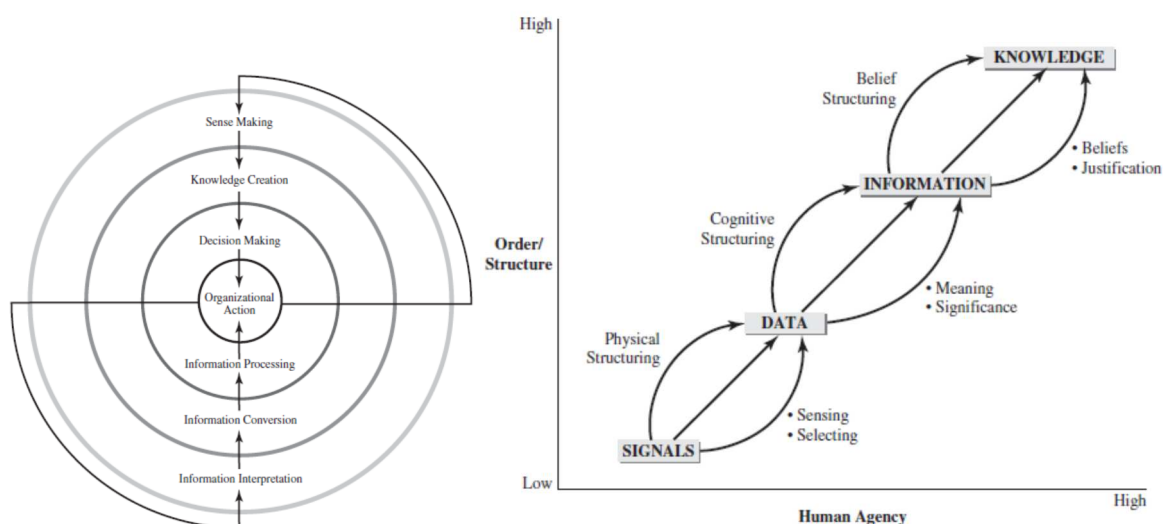 Sense Making
Knowledge Creation
Decision Making
Organizational
Action
Information Processing
Information Conversion
Information Interpretation
High
Order/
Structure
Low
KNOWLEDGE
Belief
Structuring
• Beliefs
• Justification
INFORMATION
Cognitive
Structuring
• Meaning
• Significance
DATA
Physical
Structuring
• Sensing
• Selecting
SIGNALS
High
Human Agency